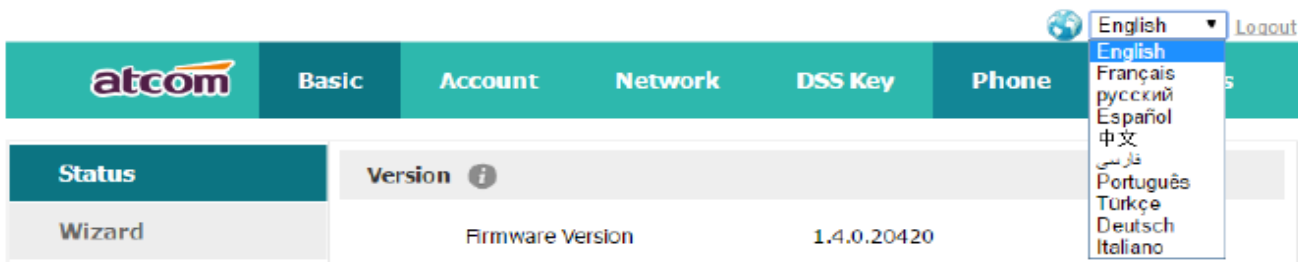 English Logout
English
Français
русский
Español
中文
فارسی
Português
Türkçe
Deutsch
Italiano
atcom Basic Account Network DSS Key Phone
Status
Version
Wizard
Firmware Version 1.4.0.20420